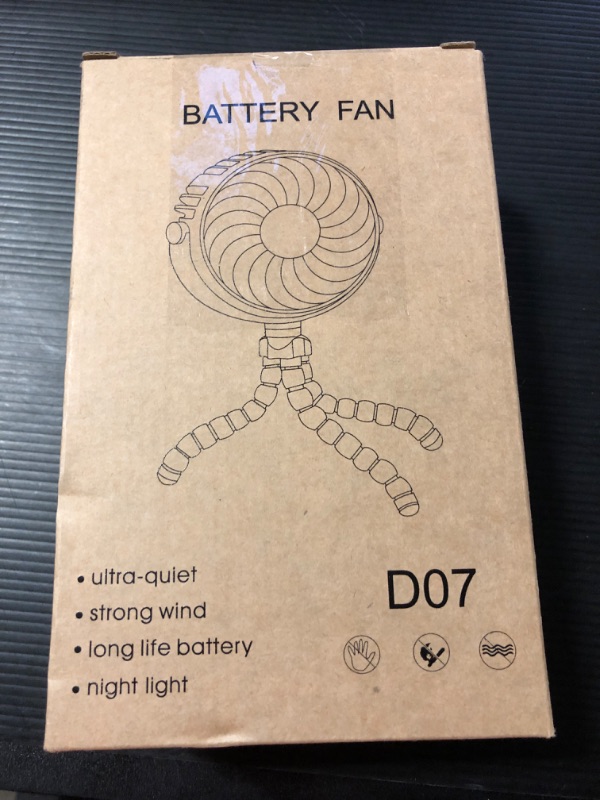 BATTERY FAN
• ultra-quiet
• strong wind
• long life battery
• night light
D07